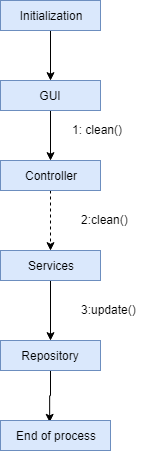 Initialization
GUI
1: clean()
Controller
2:clean()
Services
3:update()
Repository
End of process